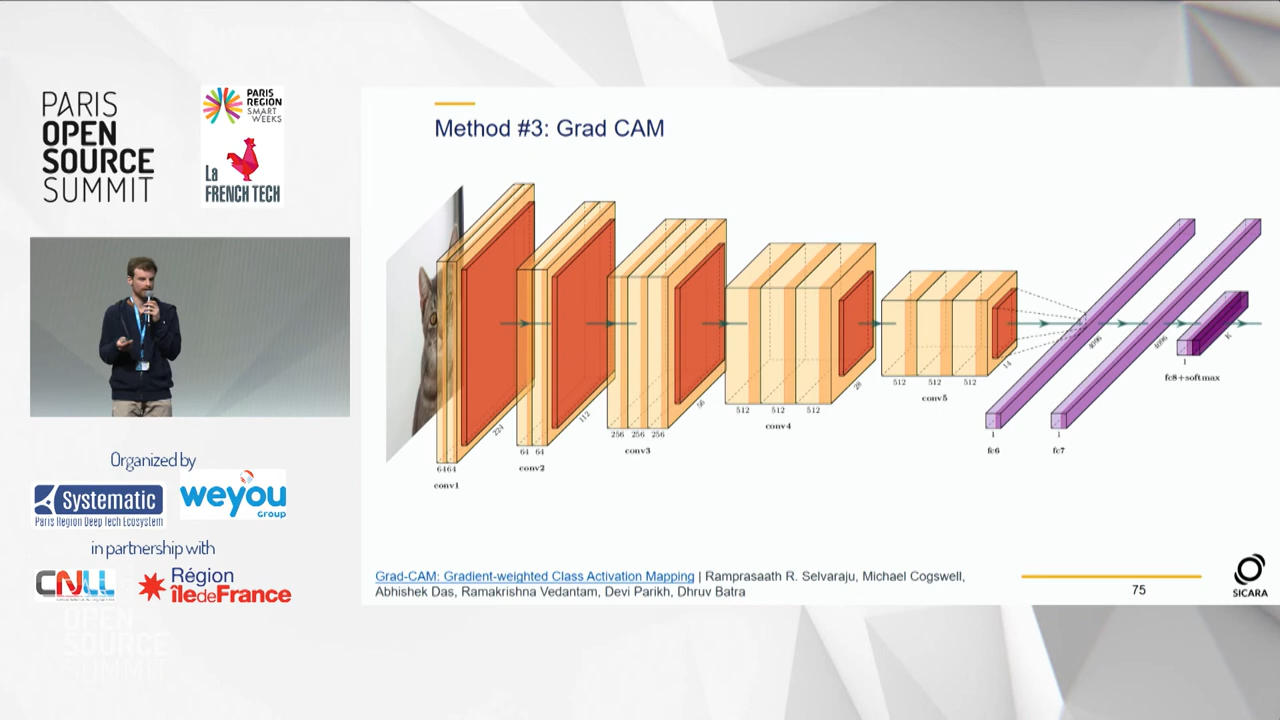 PARIS
OPEN
SOURCE
SUMMIT
PARIS
REGION
SMART
WEEKS
La
FRENCH TECH
Organized by
Systematic
Paris Region Deep Tech Ecosystem
weyou
GROUP
in partnership with
CNLL
Région
îledeFrance
OPEN
SOURCE
SUMMIT
Method #3: Grad CAM
64 64
224
conv1
64 64
112
conv2
256 256 256
56
conv3
512 512 512
28
conv4
512 512 512
14
conv5
1
4096
fc6
1
4096
fc7
1
K
fc8+softmax
Grad-CAM: Gradient-weighted Class Activation Mapping | Ramprasaath R. Selvaraju, Michael Cogswell,
Abhishek Das, Ramakrishna Vedantam, Devi Parikh, Dhruv Batra
75
SICARA